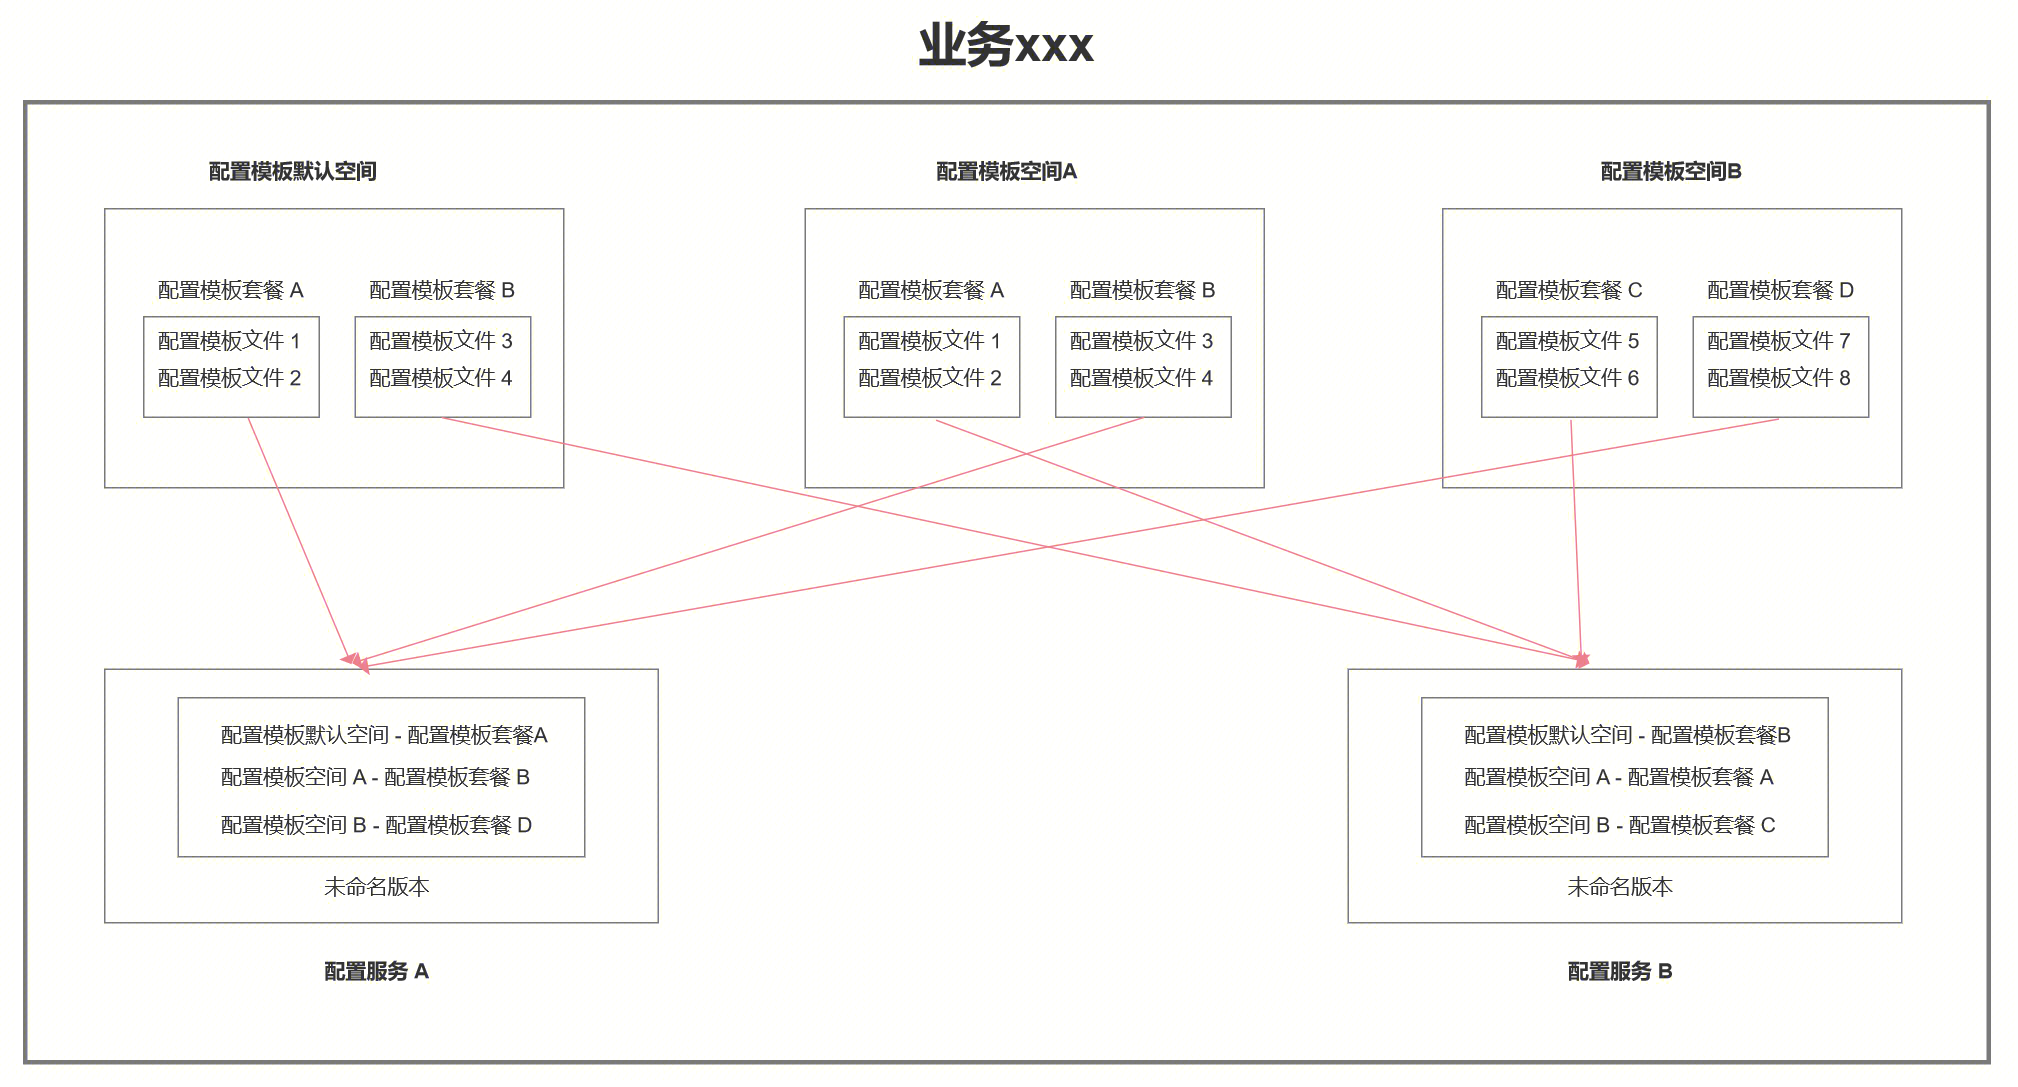 业务xxx
配置模板默认空间
配置模板套餐 A
配置模板文件 1
配置模板文件 2
配置模板套餐 B
配置模板文件 3
配置模板文件 4
配置模板空间A
配置模板套餐 A
配置模板文件 1
配置模板文件 2
配置模板套餐 B
配置模板文件 3
配置模板文件 4
配置模板空间B
配置模板套餐 C
配置模板文件 5
配置模板文件 6
配置模板套餐 D
配置模板文件 7
配置模板文件 8
配置模板默认空间 - 配置模板套餐A
配置模板空间 A - 配置模板套餐 B
配置模板空间 B - 配置模板套餐 D
未命名版本
配置服务 A
配置模板默认空间 - 配置模板套餐B
配置模板空间 A - 配置模板套餐 A
配置模板空间 B - 配置模板套餐 C
未命名版本
配置服务 B